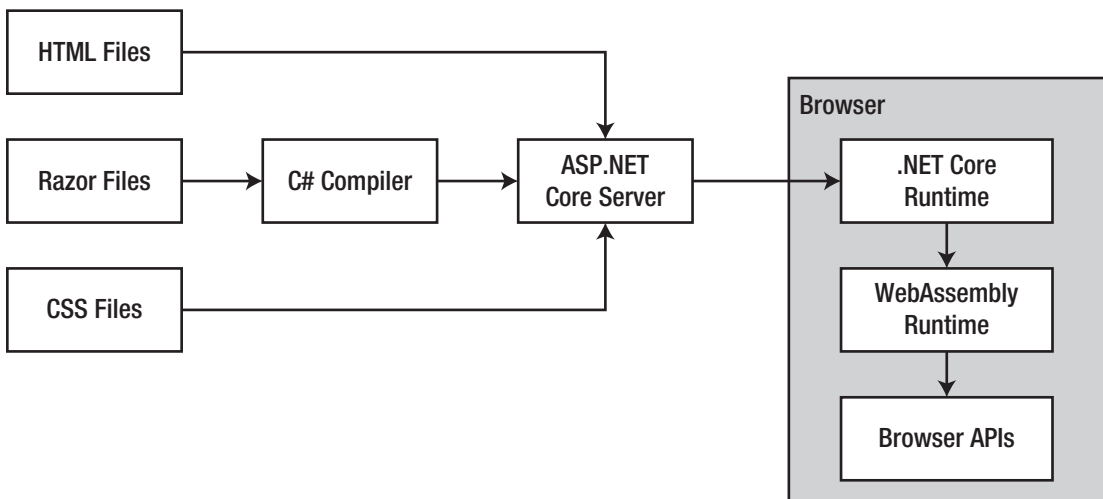 HTML Files
Browser
Razor Files
C# Compiler
ASP.NET
Core Server
.NET Core
Runtime
CSS Files
WebAssembly
Runtime
Browser APIs